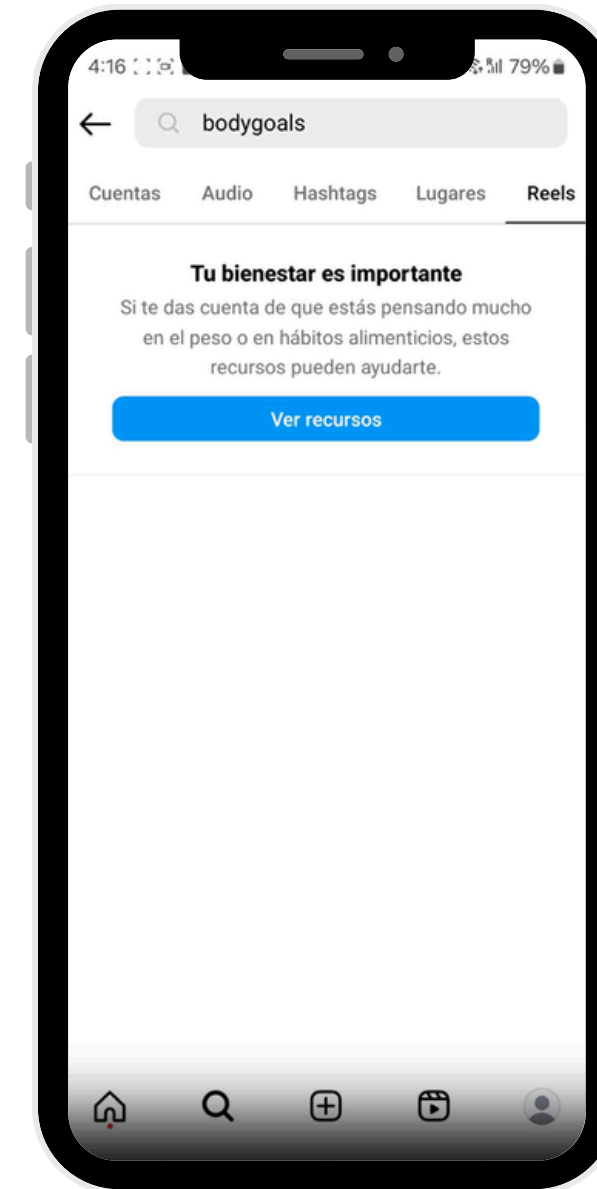 4:16 79%
bodygoals
Cuentas Audio Hashtags Lugares Reels
Tu bienestar es importante
Si te das cuenta de que estás pensando mucho
en el peso o en hábitos alimenticios, estos
recursos pueden ayudarte.
Ver recursos